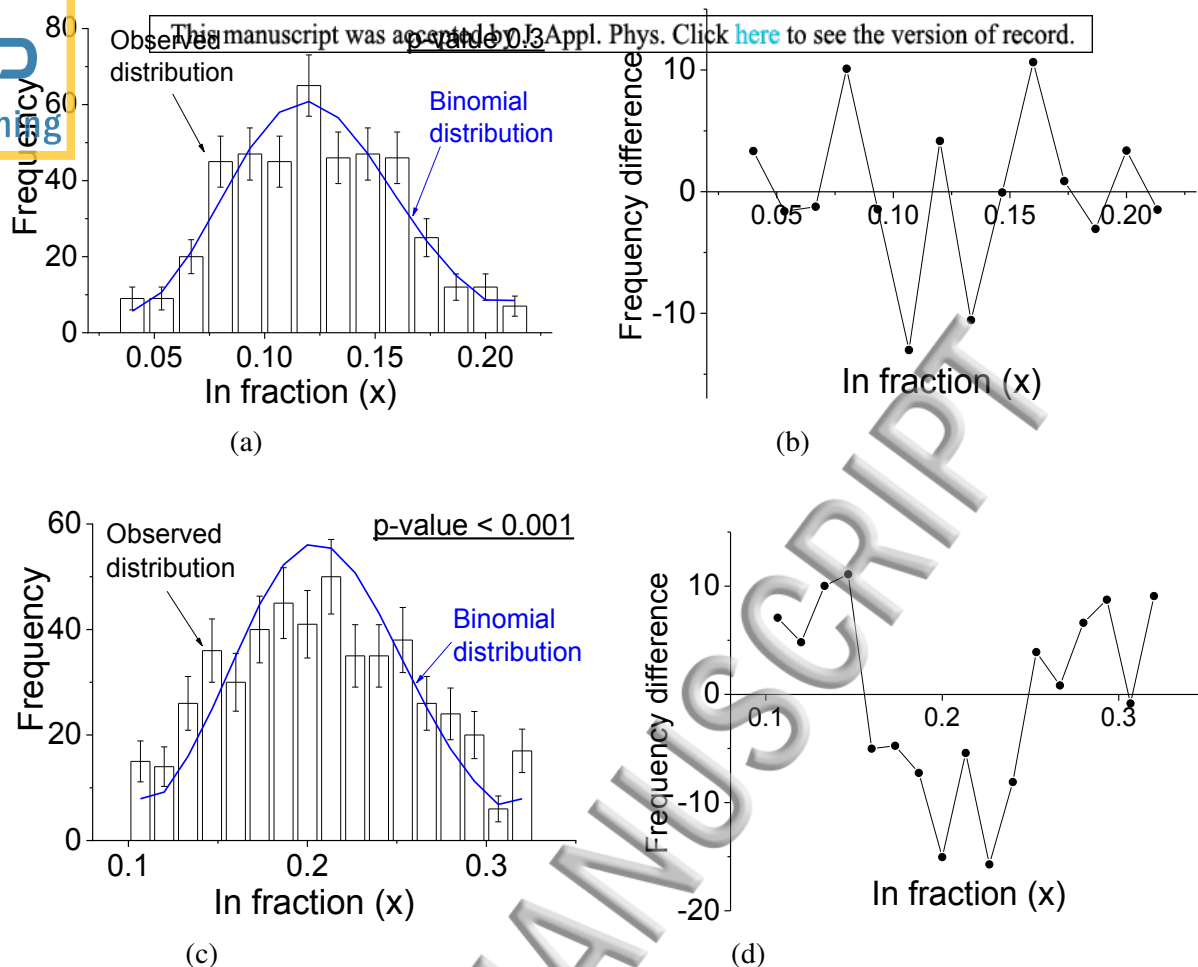 This manuscript was accepted by J. Appl. Phys. Click here to see the version of record.
p-value 0.3
Observed
distribution
Binomial
distribution
Frequency
80
60
40
20
0
0.05 0.10 0.15 0.20
In fraction (x)
(a)
Frequency difference
10
0
-10
0.05 0.10 0.15 0.20
In fraction (x)
(b)
p-value < 0.001
Observed
distribution
Binomial
distribution
Frequency
60
40
20
0
0.1 0.2 0.3
In fraction (x)
(c)
Frequency difference
10
0
-10
-20
0.1 0.2 0.3
In fraction (x)
(d)
MANUSCRIPT